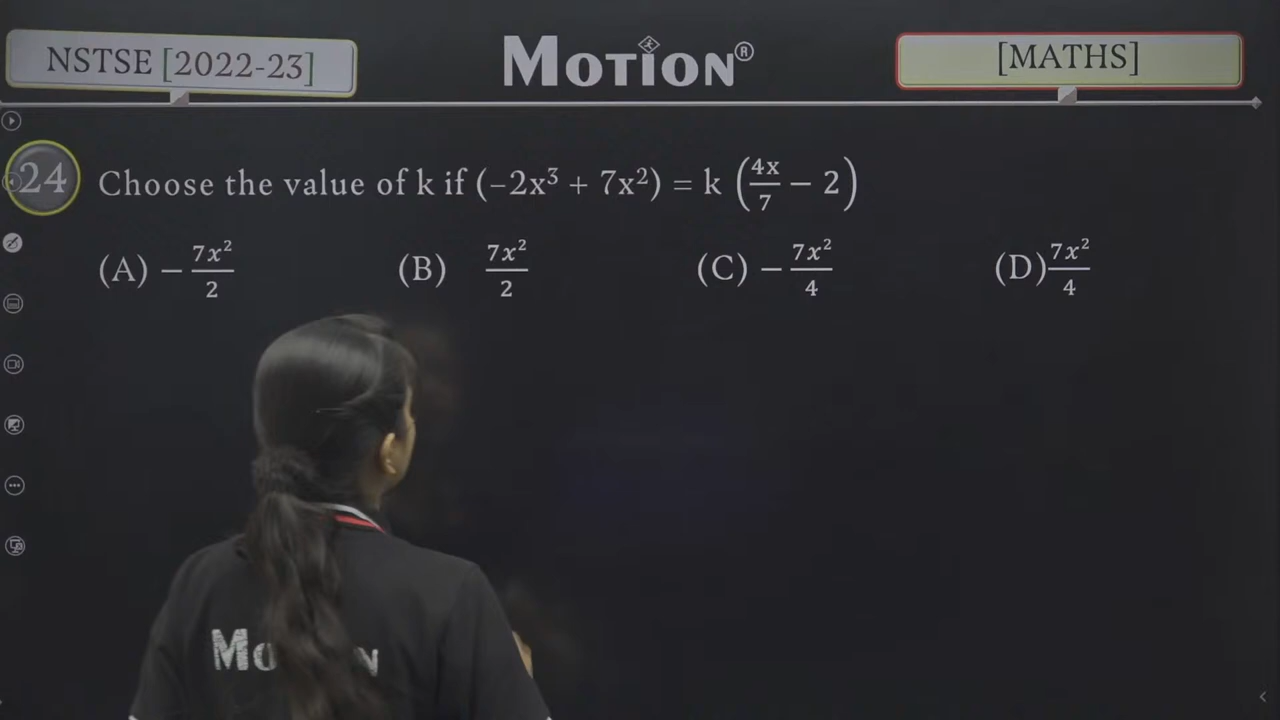 NSTSE [2022-23]
MOTION®
[MATHS]
24 Choose the value of k if (−2x³ + 7x²) = k (4x/7 − 2)
(A) − 7x²/2 (B) 7x²/2 (C) − 7x²/4 (D) 7x²/4